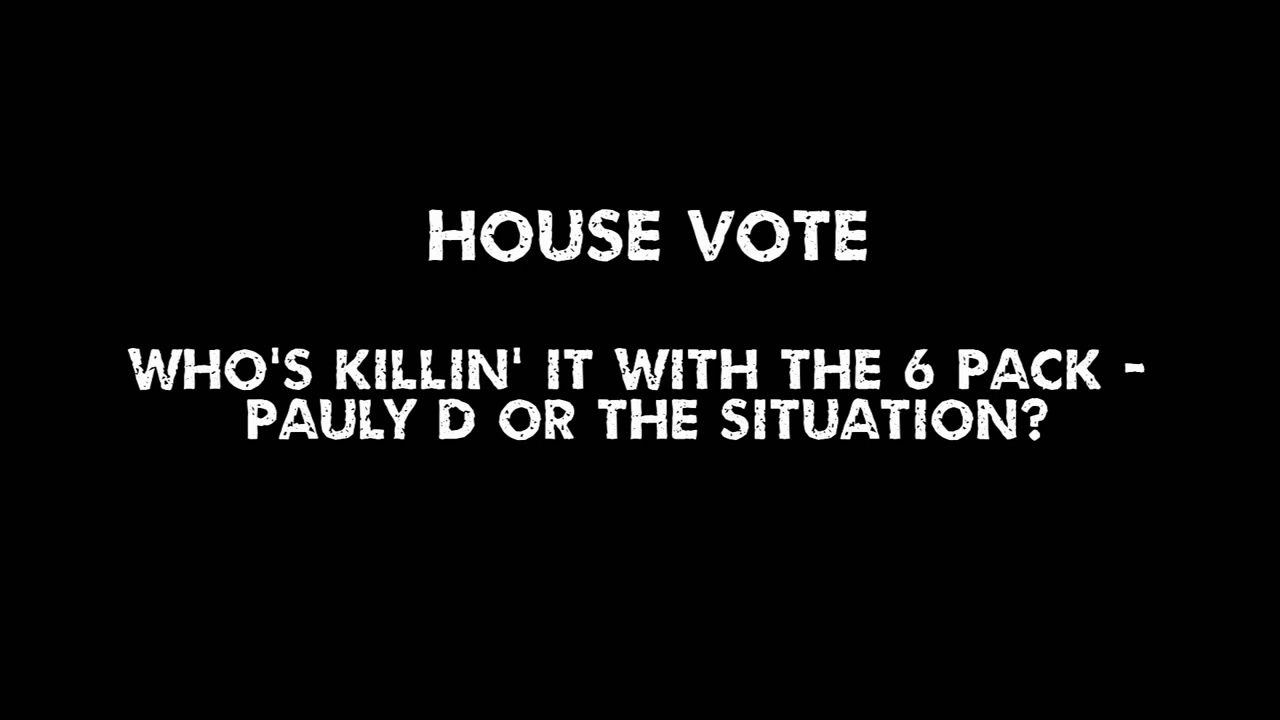 HOUSE VOTE
WHO'S KILLIN' IT WITH THE 6 PACK -
PAULY D OR THE SITUATION?